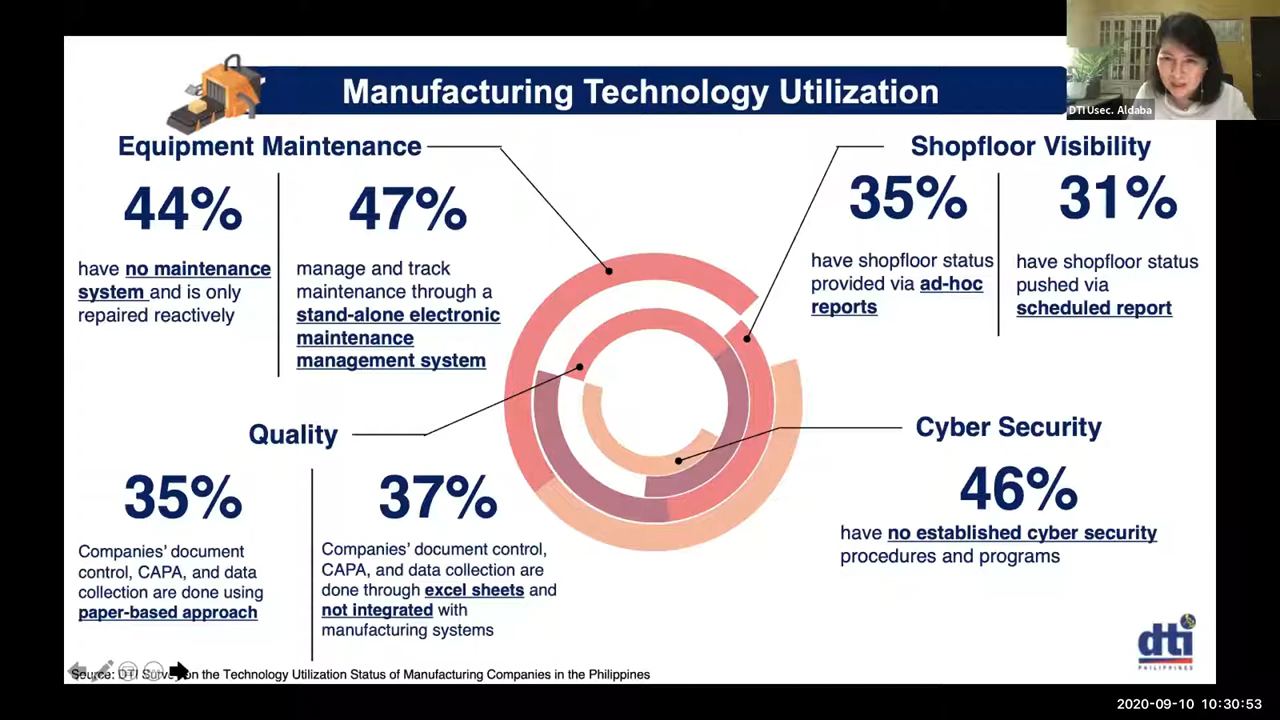 Manufacturing Technology Utilization
DTI Usec. Aldaba
Equipment Maintenance
44%
have no maintenance
system and is only
repaired reactively
47%
manage and track
maintenance through a
stand-alone electronic
maintenance
management system
Shopfloor Visibility
35%
have shopfloor status
provided via ad-hoc
reports
31%
have shopfloor status
pushed via
scheduled report
Quality
35%
Companies' document
control, CAPA, and data
collection are done using
paper-based approach
37%
Companies' document control,
CAPA, and data collection are
done through excel sheets and
not integrated with
manufacturing systems
Cyber Security
46%
have no established cyber security
procedures and programs
dti
PHILIPPINES
Source: DTI Survey on the Technology Utilization Status of Manufacturing Companies in the Philippines
2020-09-10 10:30:53